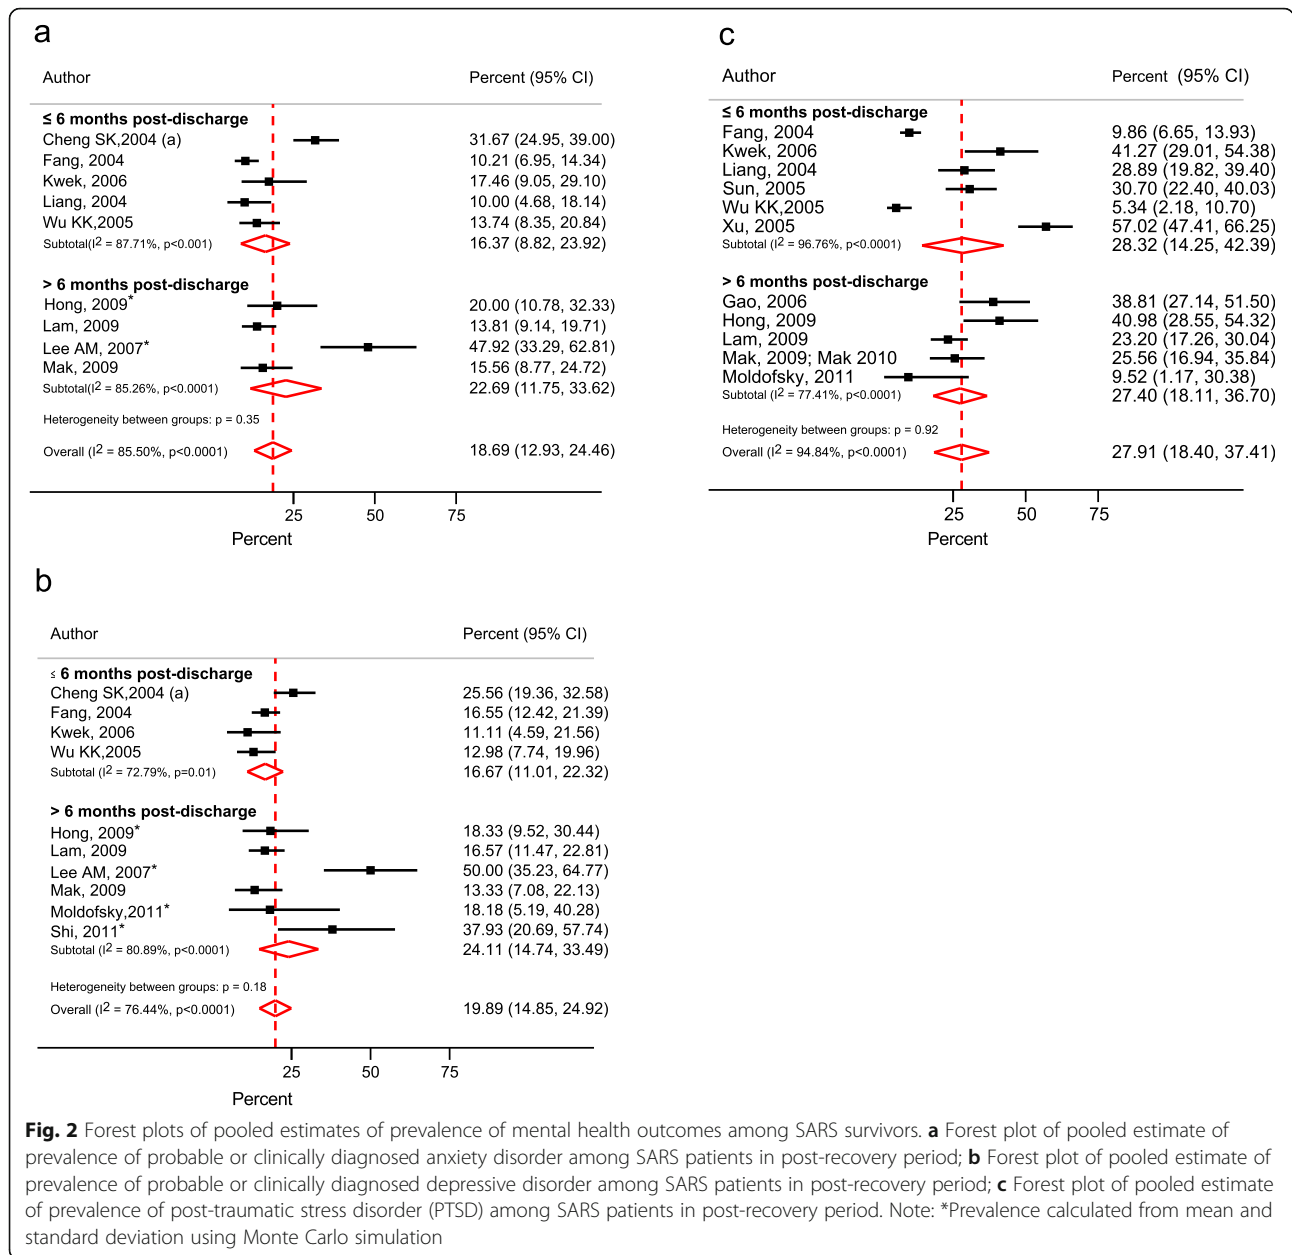 a
Author Percent (95% CI)
≤ 6 months post-discharge
Cheng SK,2004 (a) 31.67 (24.95, 39.00)
Fang, 2004 10.21 (6.95, 14.34)
Kwek, 2006 17.46 (9.05, 29.10)
Liang, 2004 10.00 (4.68, 18.14)
Wu KK,2005 13.74 (8.35, 20.84)
Subtotal(I2 = 87.71%, p<0.001) 16.37 (8.82, 23.92)
> 6 months post-discharge
Hong, 2009* 20.00 (10.78, 32.33)
Lam, 2009 13.81 (9.14, 19.71)
Lee AM, 2007* 47.92 (33.29, 62.81)
Mak, 2009 15.56 (8.77, 24.72)
Subtotal(I2 = 85.26%, p<0.0001) 22.69 (11.75, 33.62)
Heterogeneity between groups: p = 0.35
Overall (I2 = 85.50%, p<0.0001) 18.69 (12.93, 24.46)
25 50 75
Percent
c
Author Percent (95% CI)
≤ 6 months post-discharge
Fang, 2004 9.86 (6.65, 13.93)
Kwek, 2006 41.27 (29.01, 54.38)
Liang, 2004 28.89 (19.82, 39.40)
Sun, 2005 30.70 (22.40, 40.03)
Wu KK,2005 5.34 (2.18, 10.70)
Xu, 2005 57.02 (47.41, 66.25)
Subtotal (I2 = 96.76%, p<0.0001) 28.32 (14.25, 42.39)
> 6 months post-discharge
Gao, 2006 38.81 (27.14, 51.50)
Hong, 2009 40.98 (28.55, 54.32)
Lam, 2009 23.20 (17.26, 30.04)
Mak, 2009; Mak 2010 25.56 (16.94, 35.84)
Moldofsky, 2011 9.52 (1.17, 30.38)
Subtotal (I2 = 77.41%, p<0.0001) 27.40 (18.11, 36.70)
Heterogeneity between groups: p = 0.92
Overall (I2 = 94.84%, p<0.0001) 27.91 (18.40, 37.41)
25 50 75
Percent
b
Author Percent (95% CI)
≤ 6 months post-discharge
Cheng SK,2004 (a) 25.56 (19.36, 32.58)
Fang, 2004 16.55 (12.42, 21.39)
Kwek, 2006 11.11 (4.59, 21.56)
Wu KK,2005 12.98 (7.74, 19.96)
Subtotal (I2 = 72.79%, p=0.01) 16.67 (11.01, 22.32)
> 6 months post-discharge
Hong, 2009* 18.33 (9.52, 30.44)
Lam, 2009 16.57 (11.47, 22.81)
Lee AM, 2007* 50.00 (35.23, 64.77)
Mak, 2009 13.33 (7.08, 22.13)
Moldofsky,2011* 18.18 (5.19, 40.28)
Shi, 2011* 37.93 (20.69, 57.74)
Subtotal (I2 = 80.89%, p<0.0001) 24.11 (14.74, 33.49)
Heterogeneity between groups: p = 0.18
Overall (I2 = 76.44%, p<0.0001) 19.89 (14.85, 24.92)
25 50 75
Percent
Fig. 2 Forest plots of pooled estimates of prevalence of mental health outcomes among SARS survivors. a Forest plot of pooled estimate of
prevalence of probable or clinically diagnosed anxiety disorder among SARS patients in post-recovery period; b Forest plot of pooled estimate of
prevalence of probable or clinically diagnosed depressive disorder among SARS patients in post-recovery period; c Forest plot of pooled estimate
of prevalence of post-traumatic stress disorder (PTSD) among SARS patients in post-recovery period. Note: *Prevalence calculated from mean and
standard deviation using Monte Carlo simulation